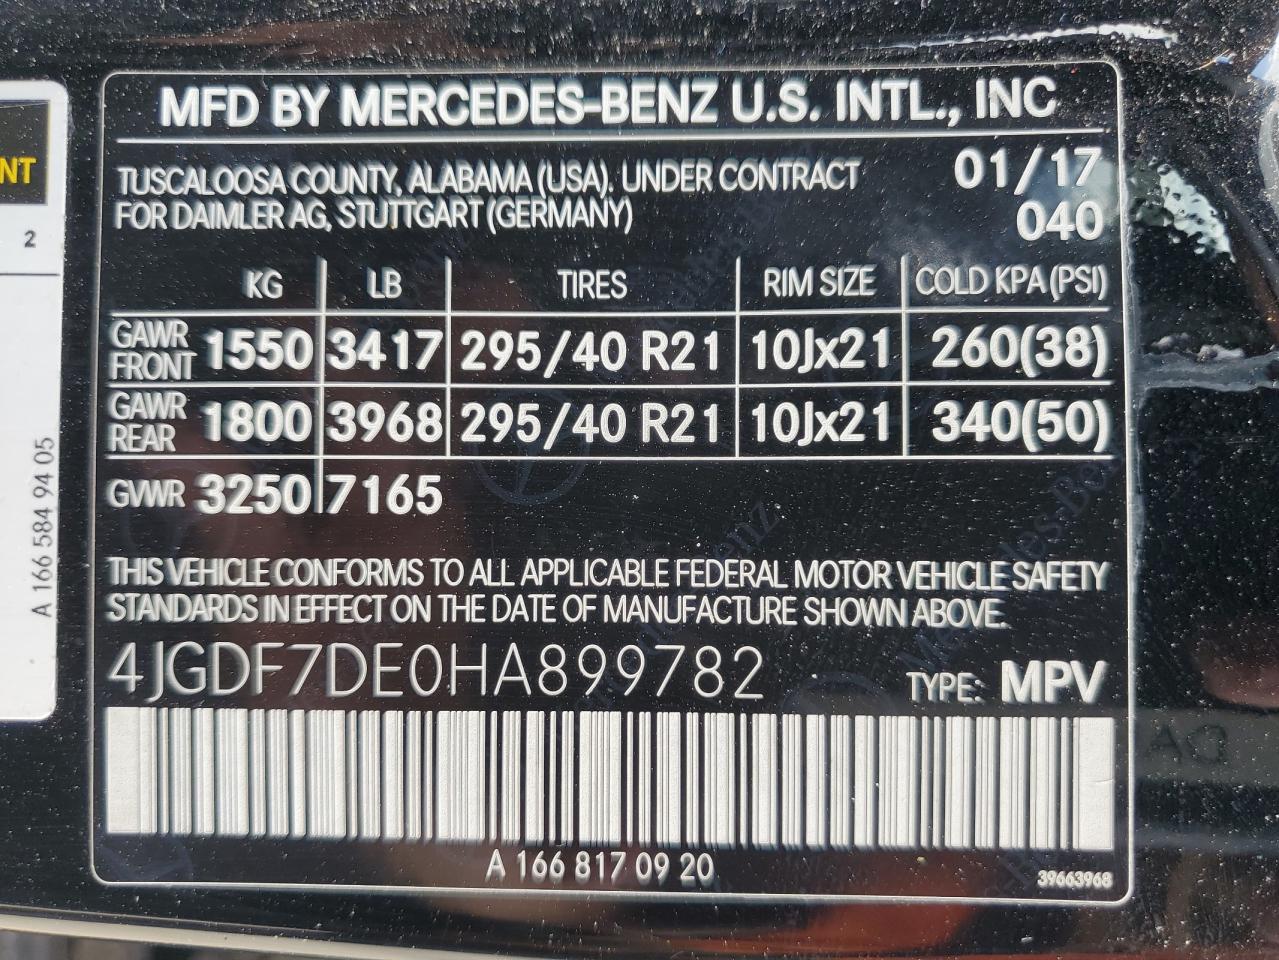 MFD BY MERCEDES-BENZ U.S. INTL., INC
TUSCALOOSA COUNTY, ALABAMA (USA). UNDER CONTRACT 01/17
FOR DAIMLER AG, STUTTGART (GERMANY) 040
KG LB TIRES RIM SIZE COLD KPA (PSI)
GAWR FRONT 1550 3417 295/40 R21 10Jx21 260(38)
GAWR REAR 1800 3968 295/40 R21 10Jx21 340(50)
GVWR 3250 7165
THIS VEHICLE CONFORMS TO ALL APPLICABLE FEDERAL MOTOR VEHICLE SAFETY
STANDARDS IN EFFECT ON THE DATE OF MANUFACTURE SHOWN ABOVE.
4JGDF7DE0HA899782 TYPE: MPV
A 166 817 09 20
39663968
NT
2
A 166 584 94 05